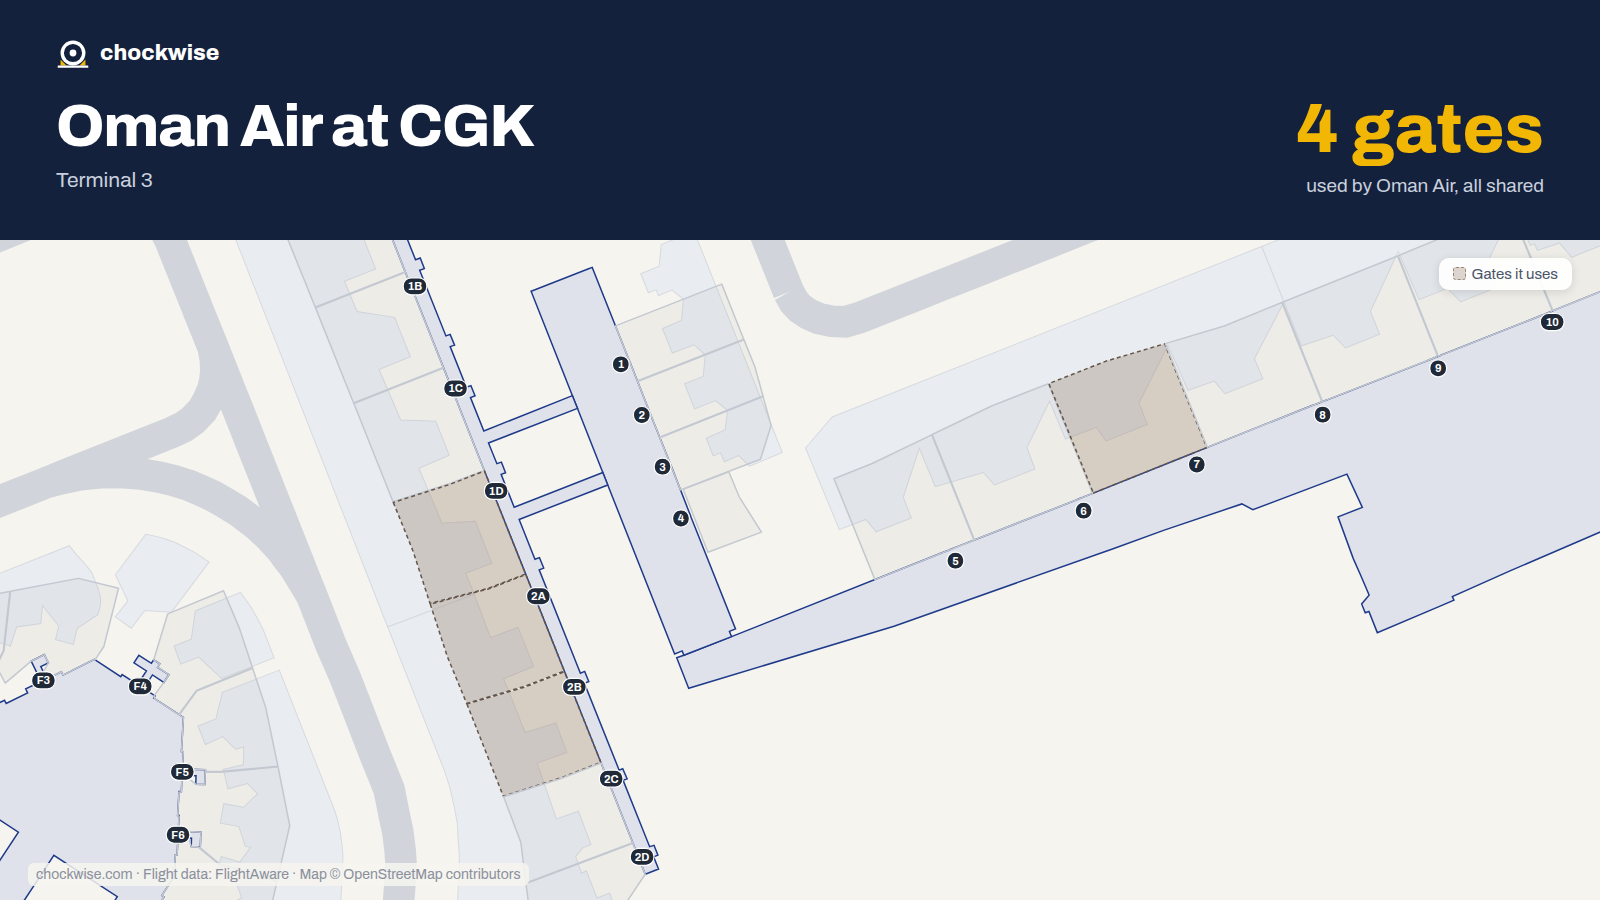 chockwise
Oman Air at CGK
Terminal 3
4 gates
used by Oman Air, all shared
Gates it uses
1B
1C
1D
2A
2B
2C
2D
1
2
3
4
5
6
7
8
9
10
F3
F4
F5
F6
chockwise.com · Flight data: FlightAware · Map © OpenStreetMap contributors